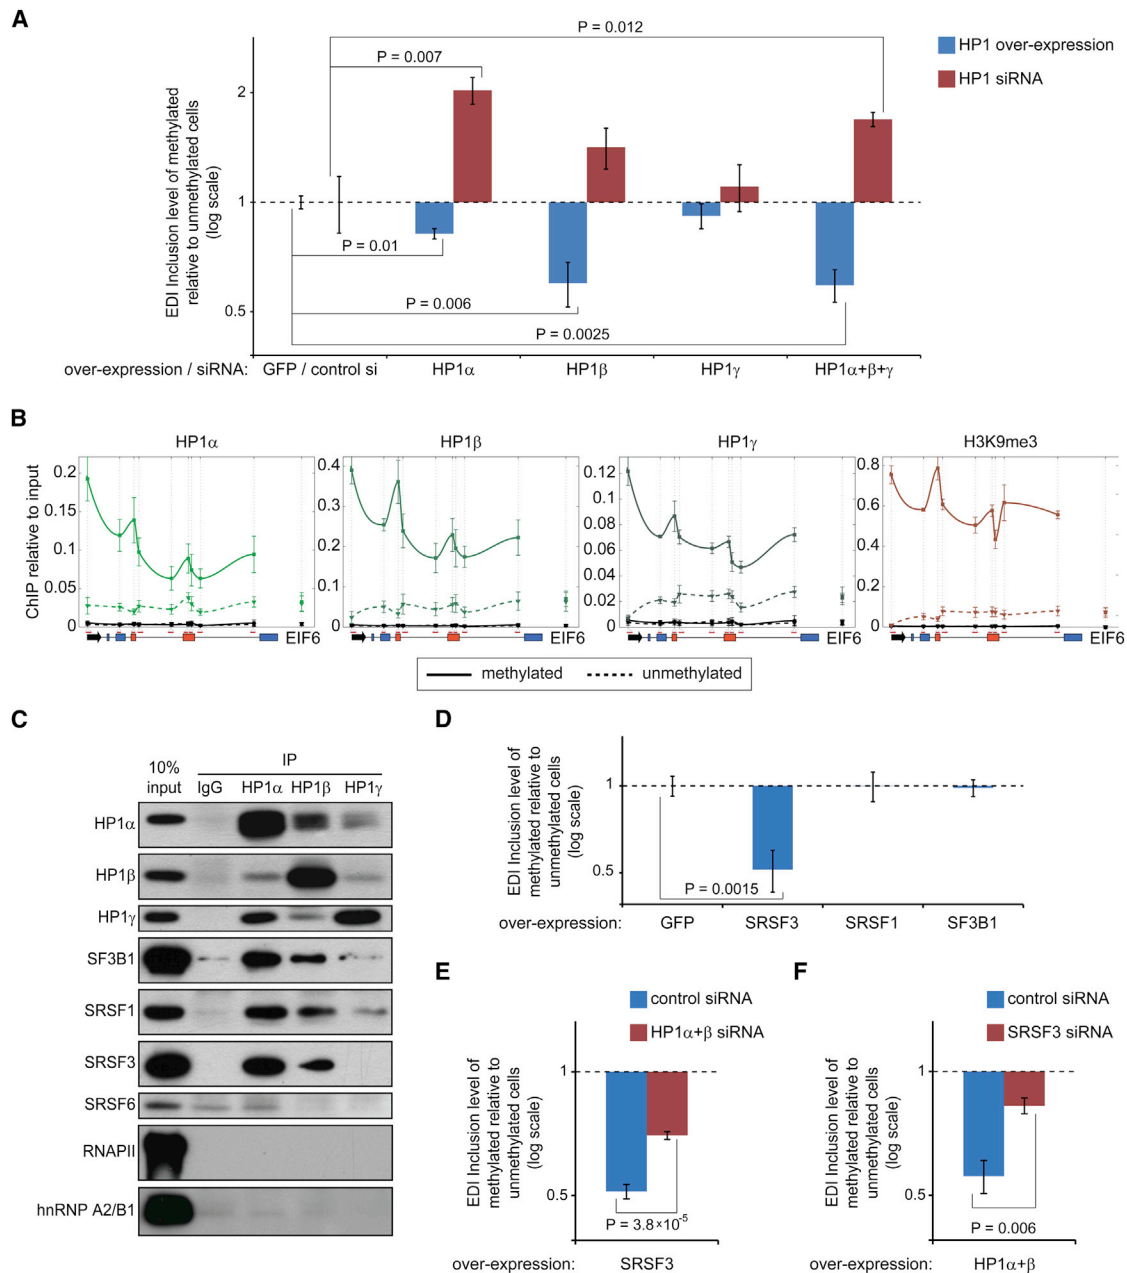 A
P = 0.012
P = 0.007
HP1 over-expression
HP1 siRNA
EDI Inclusion level of methylated
relative to unmethylated cells
(log scale)
2
1
0.5
P = 0.01
P = 0.006
P = 0.0025
over-expression / siRNA:
GFP / control si
HP1α
HP1β
HP1γ
HP1α+β+γ
B
HP1α
HP1β
HP1γ
H3K9me3
ChIP relative to input
0.2
0.15
0.1
0.05
0
0.4
0.3
0.2
0.1
0
0.12
0.1
0.08
0.06
0.04
0.02
0
0.8
0.6
0.4
0.2
0
EIF6
EIF6
EIF6
EIF6
methylated
unmethylated
C
10%
input
IP
IgG
HP1α
HP1β
HP1γ
HP1α
HP1β
HP1γ
SF3B1
SRSF1
SRSF3
SRSF6
RNAPII
hnRNP A2/B1
D
EDI Inclusion level of
methylated relative to
unmethylated cells
(log scale)
1
0.5
P = 0.0015
over-expression:
GFP
SRSF3
SRSF1
SF3B1
E
control siRNA
HP1α+β siRNA
EDI Inclusion level of
methylated relative to
unmethylated cells
(log scale)
1
0.5
P = 3.8×10⁻⁵
over-expression:
SRSF3
F
control siRNA
SRSF3 siRNA
EDI Inclusion level of
methylated relative to
unmethylated cells
(log scale)
1
0.5
P = 0.006
over-expression:
HP1α+β